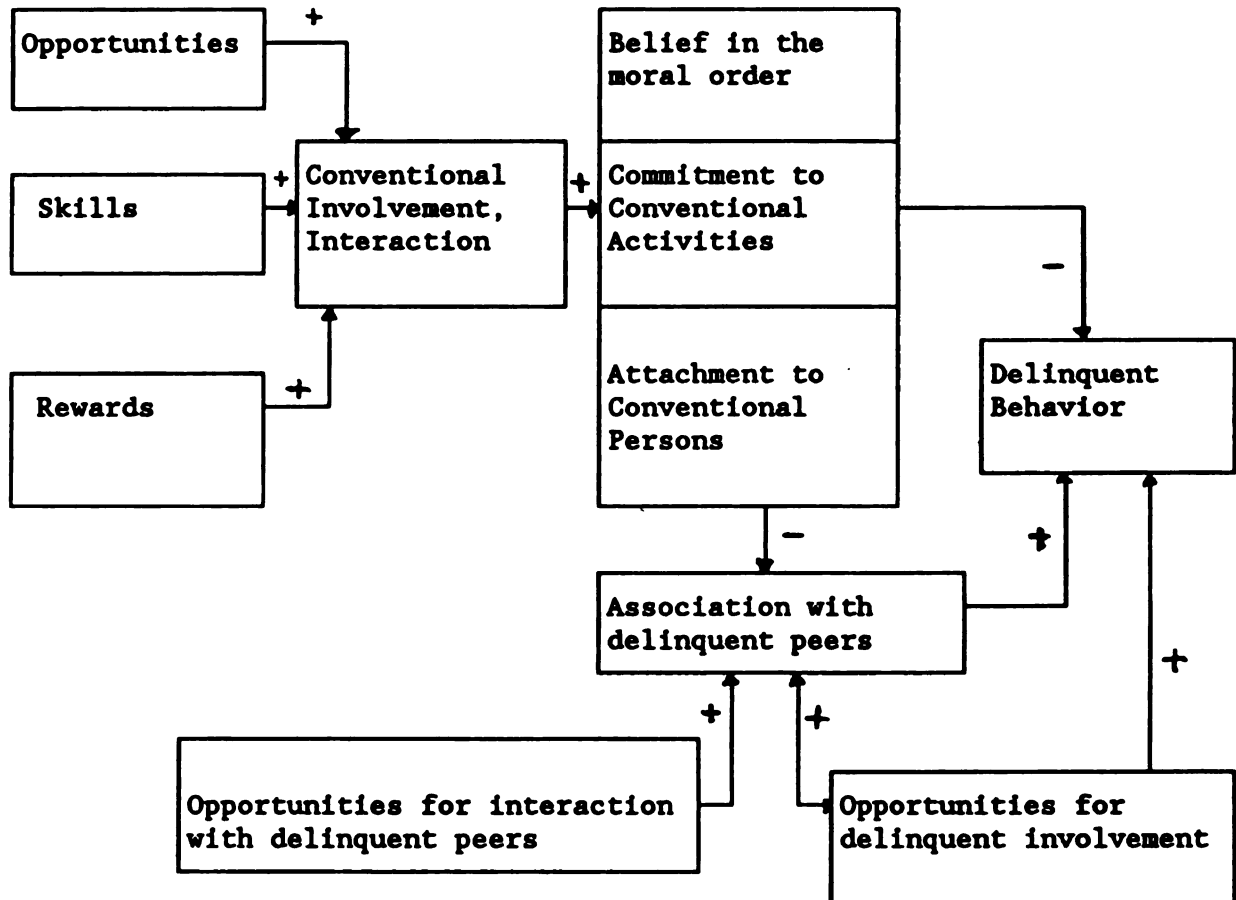 +
Opportunities
Belief in the
moral order
+
Skills
Conventional
Involvement,
Interaction
+
Commitment to
Conventional
Activities
-
Rewards
+
Attachment to
Conventional
Persons
Delinquent
Behavior
-
+
Association with
delinquent peers
+
+
+
Opportunities for interaction
with delinquent peers
Opportunities for
delinquent involvement